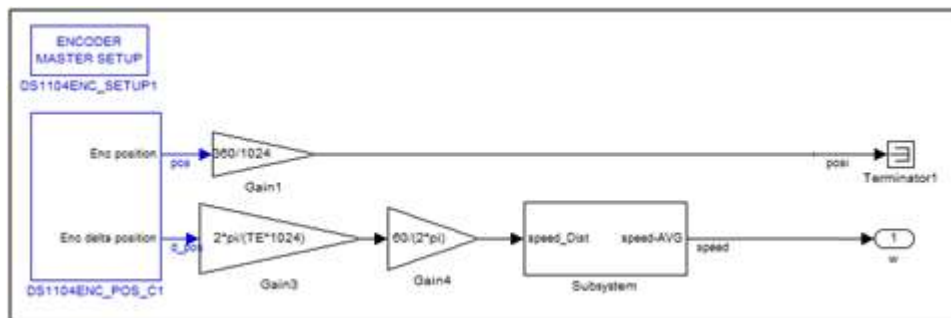 ENCODER
MASTER SETUP
DS1104ENC_SETUP1
Enc position
pos
360/1024
Gain1
posi
Terminator1
Enc delta position
d_pos
2*pi/(TE*1024)
Gain3
60/(2*pi)
Gain4
speed_Dist
speed-AVG
Subsystem
speed
1
w
DS1104ENC_POS_C1